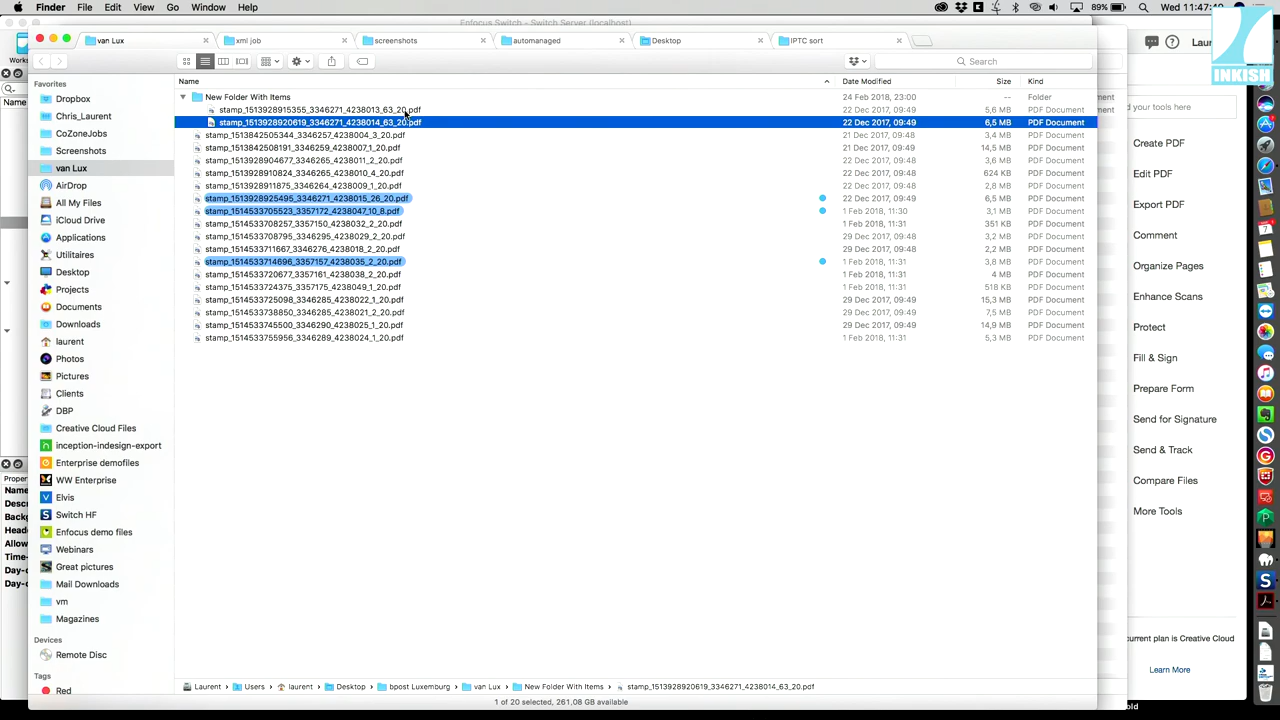 Finder File Edit View Go Window Help
89% Wed 11:47:49
Enfocus Switch - Switch Server (localhost)
van Lux
xml job
screenshots
automanaged
Desktop
IPTC sort
INKISH
Works
Search
Name
Date Modified
Size
Kind
Favorites
Dropbox
Chris_Laurent
CoZoneJobs
Screenshots
van Lux
AirDrop
All My Files
iCloud Drive
Applications
Utilitaires
Desktop
Projects
Documents
Downloads
laurent
Photos
Pictures
Clients
DBP
Creative Cloud Files
inception-indesign-export
Enterprise demofiles
WW Enterprise
Elvis
Switch HF
Enfocus demo files
Webinars
Great pictures
Mail Downloads
vm
Magazines
Devices
Remote Disc
Tags
Red
New Folder With Items 24 Feb 2018, 23:00 -- Folder
stamp_1513928915355_3346271_4238013_63_20.pdf 22 Dec 2017, 09:49 5,6 MB PDF Document
stamp_1513928920619_3346271_4238014_63_20.pdf 22 Dec 2017, 09:49 6,5 MB PDF Document
stamp_1513842505344_3346257_4238004_3_20.pdf 21 Dec 2017, 09:48 3,4 MB PDF Document
stamp_1513842508191_3346259_4238007_1_20.pdf 21 Dec 2017, 09:49 14,5 MB PDF Document
stamp_1513928904677_3346265_4238011_2_20.pdf 22 Dec 2017, 09:48 3,6 MB PDF Document
stamp_1513928910824_3346265_4238010_4_20.pdf 22 Dec 2017, 09:48 624 KB PDF Document
stamp_1513928911875_3346264_4238009_1_20.pdf 22 Dec 2017, 09:48 2,8 MB PDF Document
stamp_1513928925495_3346271_4238015_26_20.pdf 22 Dec 2017, 09:49 6,5 MB PDF Document
stamp_1514533705523_3357172_4238047_10_8.pdf 1 Feb 2018, 11:30 3,1 MB PDF Document
stamp_1514533708257_3357150_4238032_2_20.pdf 1 Feb 2018, 11:31 351 KB PDF Document
stamp_1514533708795_3346295_4238029_2_20.pdf 29 Dec 2017, 09:48 3,2 MB PDF Document
stamp_1514533711667_3346276_4238018_2_20.pdf 29 Dec 2017, 09:48 2,2 MB PDF Document
stamp_1514533714696_3357157_4238035_2_20.pdf 1 Feb 2018, 11:31 3,8 MB PDF Document
stamp_1514533720677_3357161_4238038_2_20.pdf 1 Feb 2018, 11:31 4 MB PDF Document
stamp_1514533724375_3357175_4238049_1_20.pdf 1 Feb 2018, 11:31 518 KB PDF Document
stamp_1514533725098_3346285_4238022_1_20.pdf 29 Dec 2017, 09:49 15,3 MB PDF Document
stamp_1514533738850_3346285_4238021_2_20.pdf 29 Dec 2017, 09:49 7,5 MB PDF Document
stamp_1514533745500_3346290_4238025_1_20.pdf 29 Dec 2017, 09:49 14,9 MB PDF Document
stamp_1514533755956_3346289_4238024_1_20.pdf 1 Feb 2018, 11:31 5,3 MB PDF Document
Laurent Users laurent Desktop bpost Luxemburg van Lux New Folder With Items stamp_1513928920619_3346271_4238014_63_20.pdf
1 of 20 selected, 261,08 GB available
Create PDF
Edit PDF
Export PDF
Comment
Organize Pages
Enhance Scans
Protect
Fill & Sign
Prepare Form
Send for Signature
Send & Track
Compare Files
More Tools
Learn More